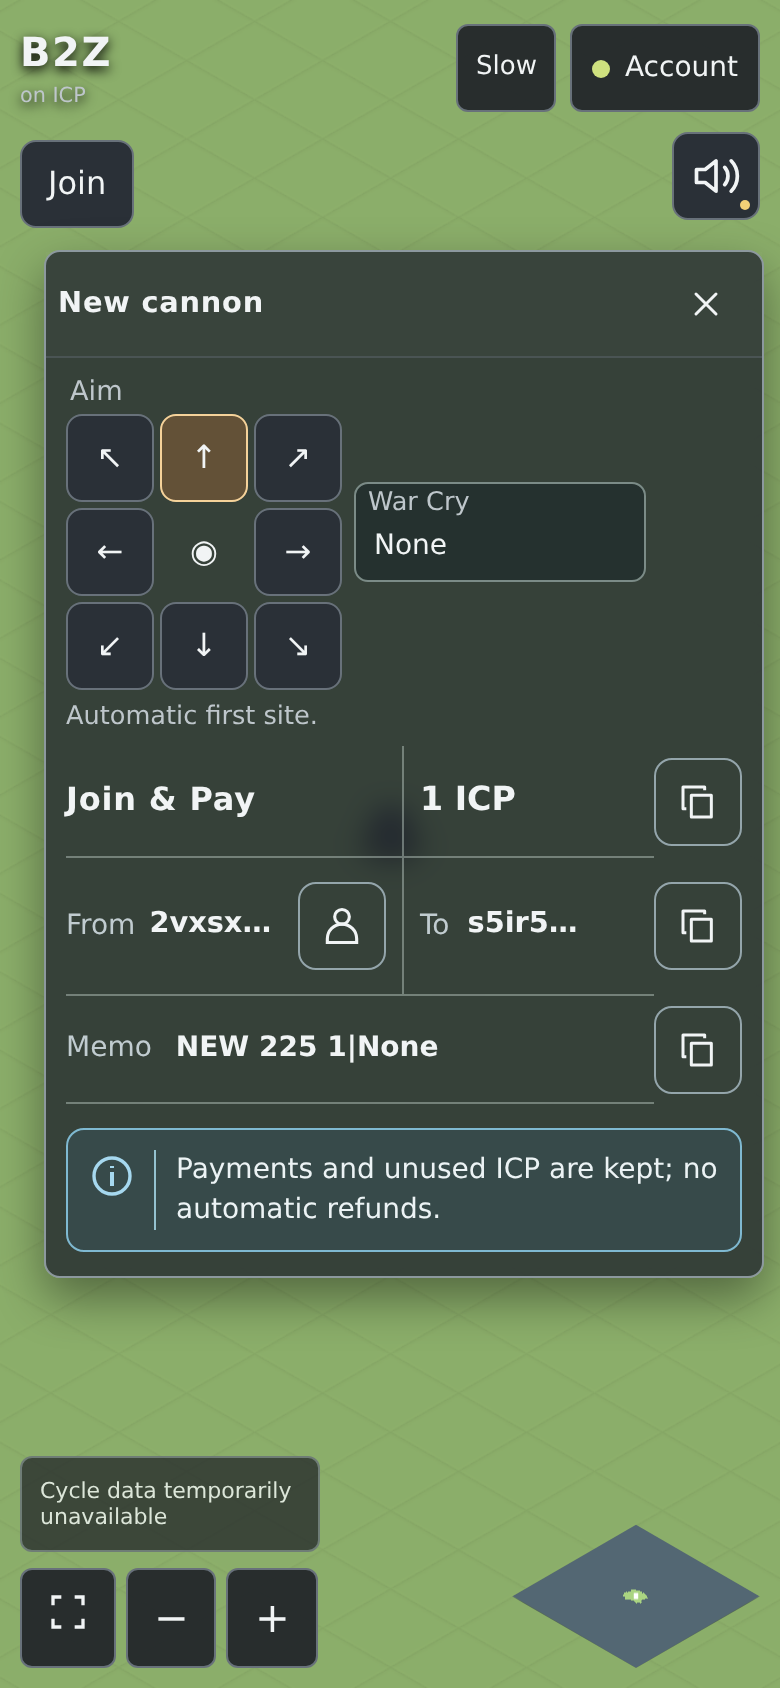 B2Z
on ICP
Slow
Account
Join
New cannon
Aim
↖ ↑ ↗
← ◉ →
↙ ↓ ↘
War Cry
None
Automatic first site.
Join & Pay
1 ICP
From 2vxsx...
To s5ir5...
Memo NEW 225 1|None
Payments and unused ICP are kept; no
automatic refunds.
Cycle data temporarily
unavailable
− +